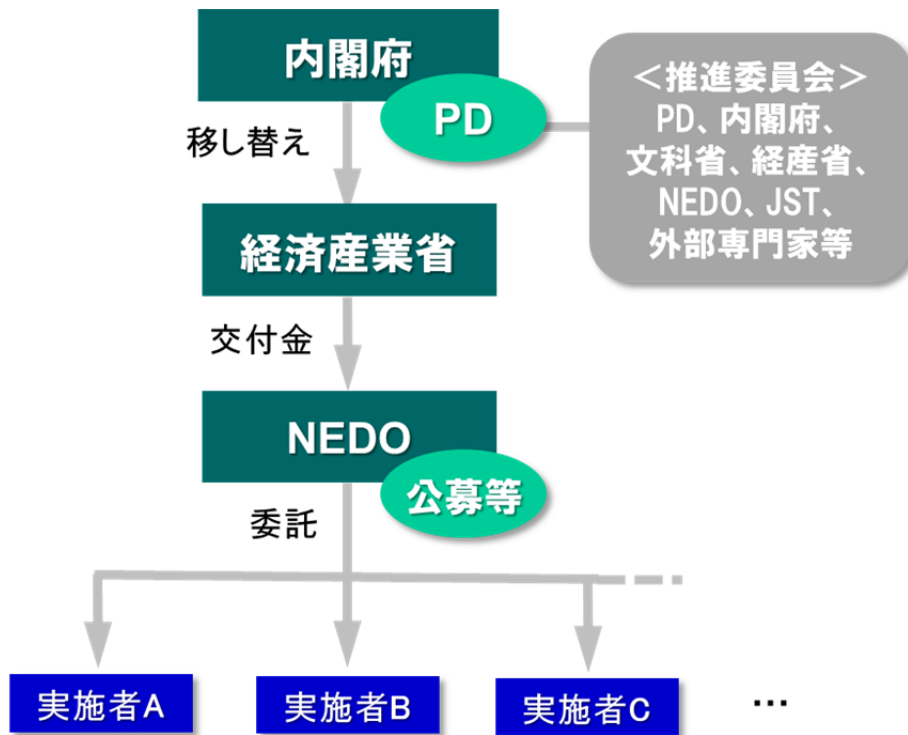 内閣府
PD
＜推進委員会＞
PD、内閣府、
文科省、経産省、
NEDO、JST、
外部専門家等
移し替え
経済産業省
交付金
NEDO
公募等
委託
実施者A
実施者B
実施者C
…